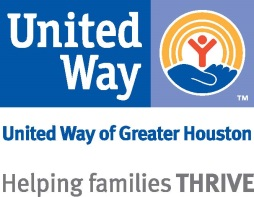 United
Way
TM
United Way of Greater Houston
Helping families THRIVE